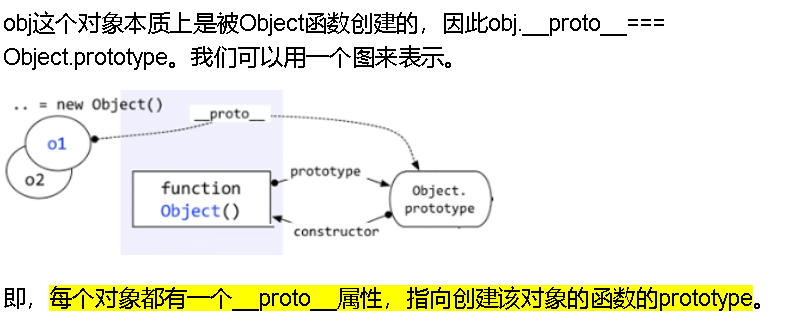 obj这个对象本质上是被Object函数创建的，因此obj.__proto__===
Object.prototype。我们可以用一个图来表示。
.. = new Object()
__proto__
o1
o2
prototype
function
Object()
Object.
prototype
constructor
即，每个对象都有一个__proto__属性，指向创建该对象的函数的prototype。